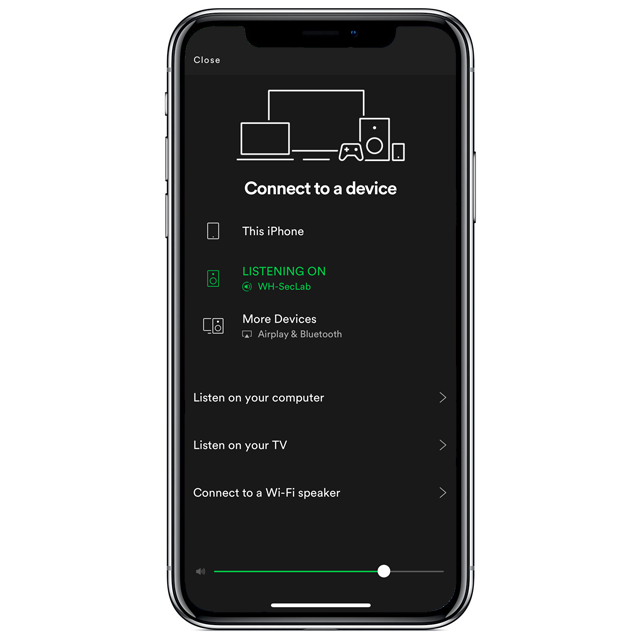 Close
Connect to a device
This iPhone
LISTENING ON
WH-SecLab
More Devices
Airplay & Bluetooth
Listen on your computer
Listen on your TV
Connect to a Wi-Fi speaker